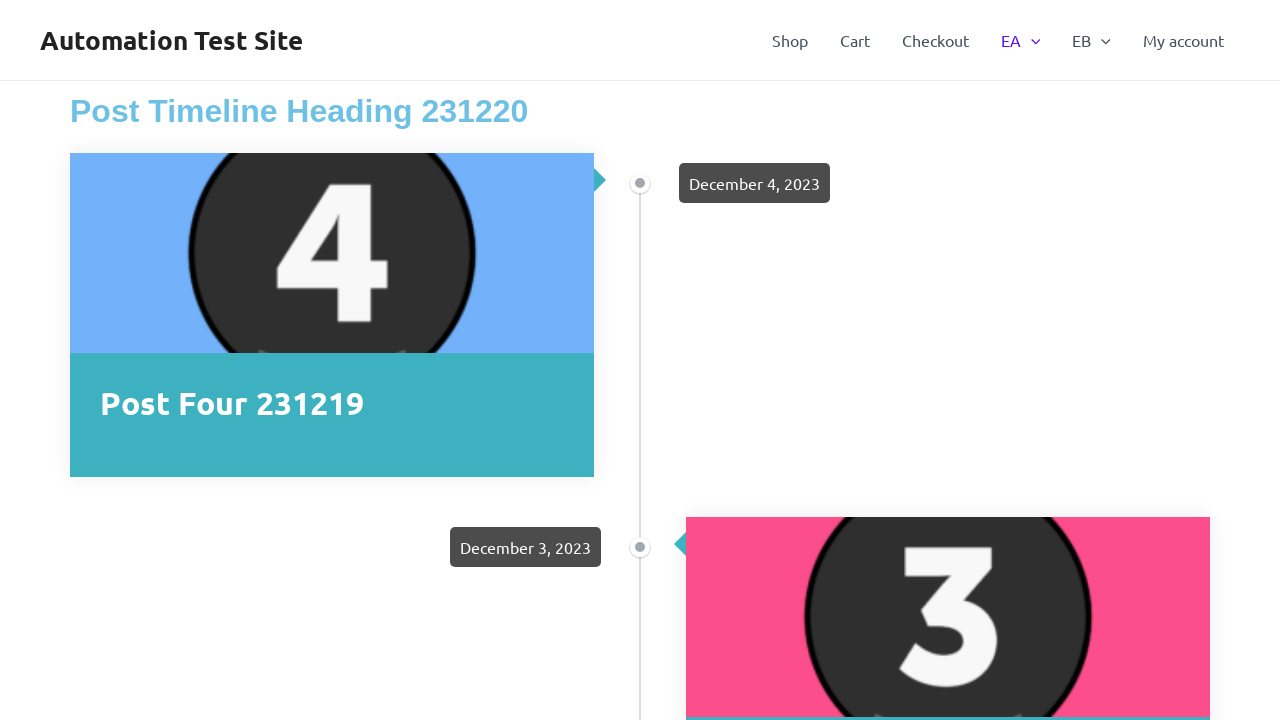 Automation Test Site
Shop Cart Checkout EA EB My account
Post Timeline Heading 231220
4
December 4, 2023
Post Four 231219
December 3, 2023
3